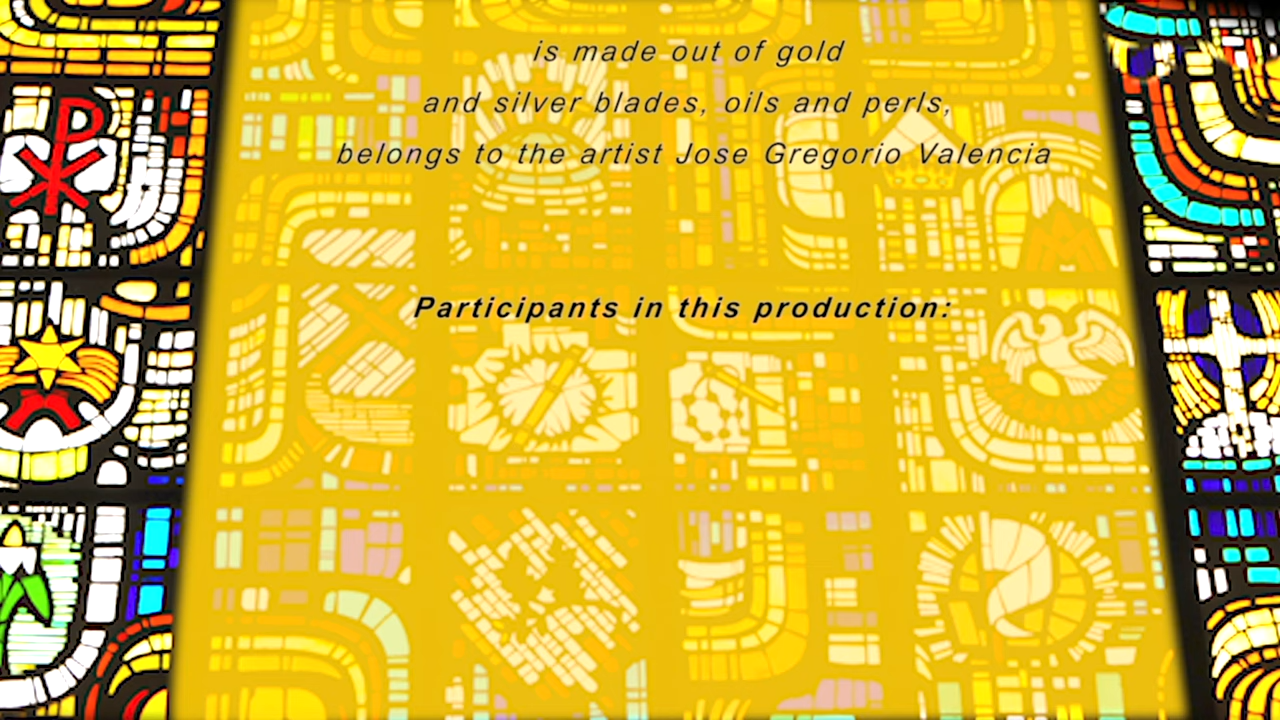 is made out of gold
and silver blades, oils and perls,
belongs to the artist Jose Gregorio Valencia
Participants in this production: